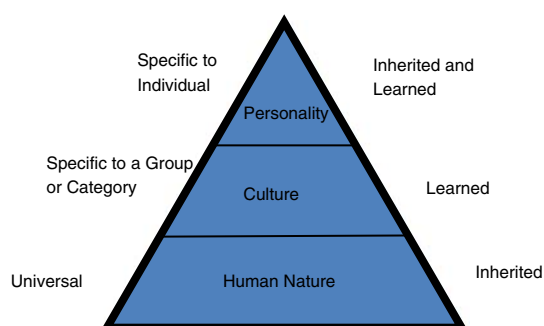 Specific to
Individual
Inherited and
Learned
Personality
Specific to a Group
or Category
Culture
Learned
Universal
Human Nature
Inherited